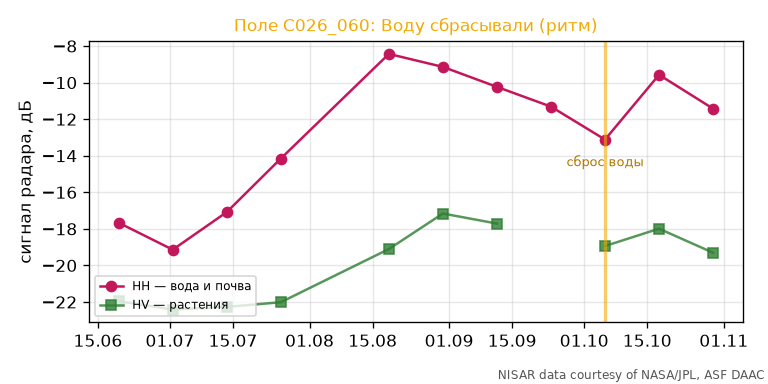 Поле C026_060: Воду сбрасывали (ритм)
сигнал радара, дБ
−8
−10
−12
−14
−16
−18
−20
−22
сброс воды
HH — вода и почва
HV — растения
15.06 01.07 15.07 01.08 15.08 01.09 15.09 01.10 15.10 01.11
NISAR data courtesy of NASA/JPL, ASF DAAC